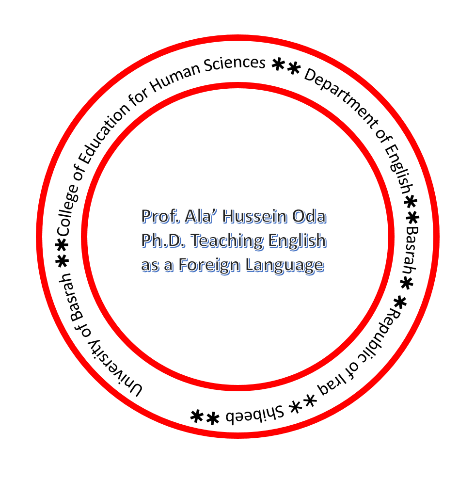 University of Basrah ** College of Education for Human Sciences ** Department of English ** Basrah * * Republic of Iraq * * Shibeeb **
Prof. Ala’ Hussein Oda
Ph.D. Teaching English
as a Foreign Language